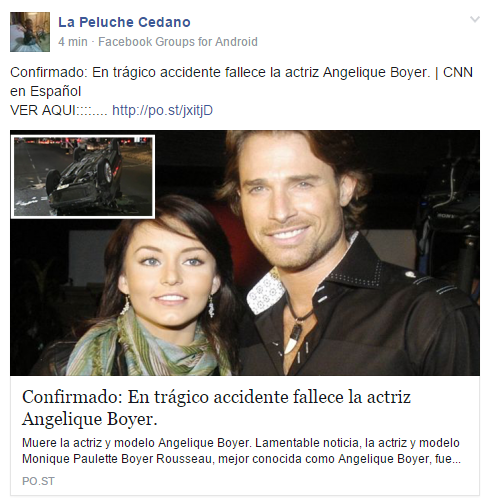 La Peluche Cedano
4 min · Facebook Groups for Android
Confirmado: En trágico accidente fallece la actriz Angelique Boyer. | CNN
en Español
VER AQUI::::.... http://po.st/jxitjD
Confirmado: En trágico accidente fallece la actriz
Angelique Boyer.
Muere la actriz y modelo Angelique Boyer. Lamentable noticia, la actriz y modelo
Monique Paulette Boyer Rousseau, mejor conocida como Angelique Boyer, fue...
PO.ST